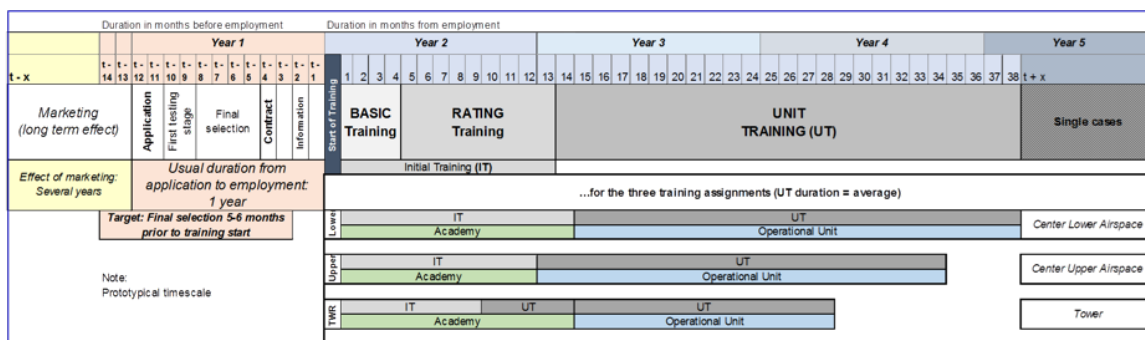 Duration in months before employment
Duration in months from employment
Year 1
Year 2
Year 3
Year 4
Year 5
t - x
t - 14
t - 13
t - 12
t - 11
t - 10
t - 9
t - 8
t - 7
t - 6
t - 5
t - 4
t - 3
t - 2
t - 1
Start of Training
1 2 3 4 5 6 7 8 9 10 11 12 13 14 15 16 17 18 19 20 21 22 23 24 25 26 27 28 29 30 31 32 33 34 35 36 37 38 t + x
Marketing
(long term effect)
Application
First testing
stage
Final
selection
Contract
Information
BASIC
Training
RATING
Training
UNIT
TRAINING (UT)
Single cases
Initial Training (IT)
Effect of marketing:
Several years
Usual duration from
application to employment:
1 year
...for the three training assignments (UT duration = average)
Target: Final selection 5-6 months
prior to training start
Lower
IT
UT
Academy
Operational Unit
Center Lower Airspace
Upper
IT
UT
Academy
Operational Unit
Center Upper Airspace
Note:
Prototypical timescale
TWR
IT
UT
UT
Academy
Operational Unit
Tower